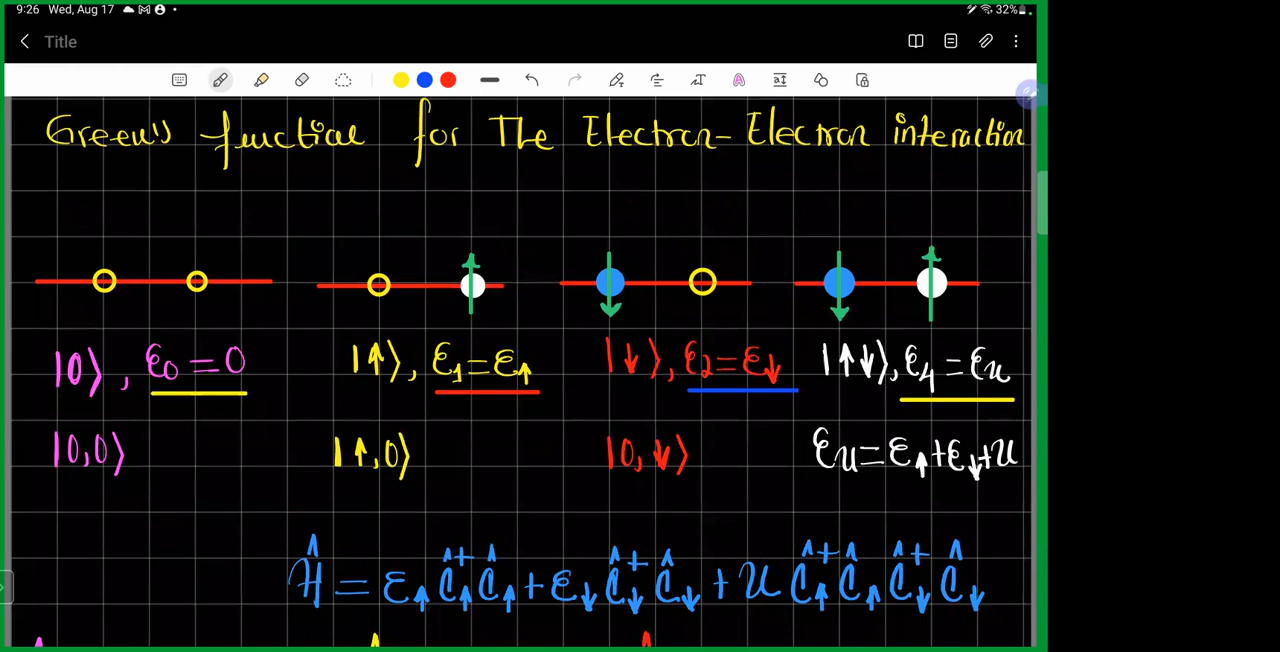 9:26 Wed, Aug 17 32%
Title
Green's function for The Electron-Electron interaction
|0⟩, ε₀ = 0 |↑⟩, ε₁ = ε↑ |↓⟩, ε₂ = ε↓ |↑↓⟩, ε₄ = εᵤ
|0,0⟩ |↑,0⟩ |0,↓⟩ εᵤ = ε↑ + ε↓ + u
Ĥ = ε↑ Ĉ↑⁺ Ĉ↑ + ε↓ Ĉ↓⁺ Ĉ↓ + u Ĉ↑⁺ Ĉ↑ Ĉ↓⁺ Ĉ↓